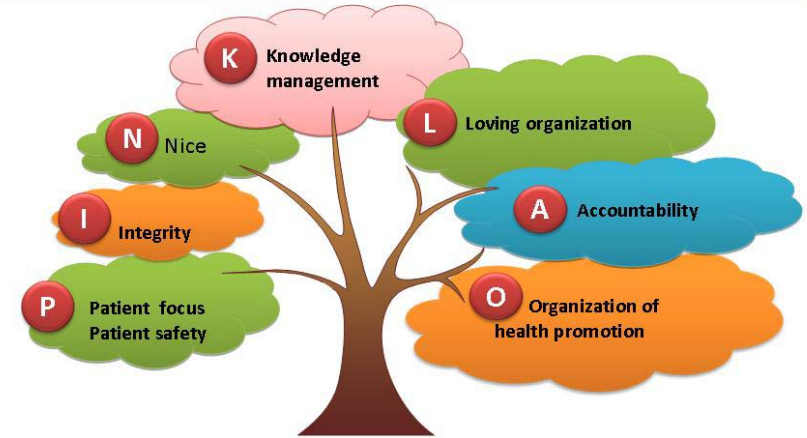 P
Patient focus
Patient safety
I
Integrity
N
Nice
K
Knowledge
management
L
Loving organization
A
Accountability
O
Organization of
health promotion